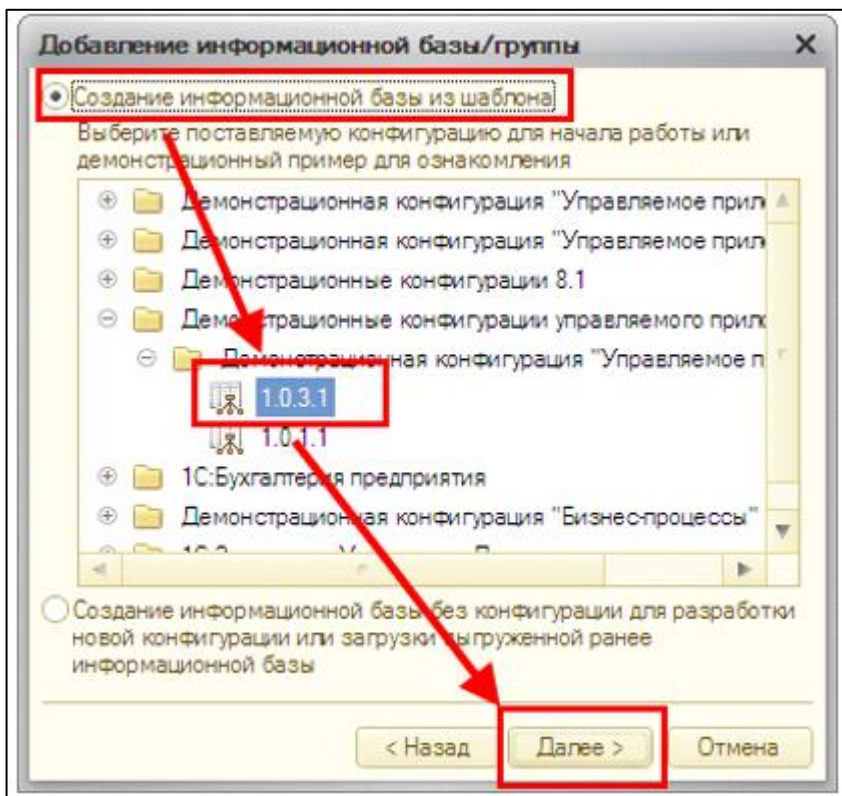 Добавление информационной базы/группы
Создание информационной базы из шаблона
Выберите поставляемую конфигурацию для начала работы или
демонстрационный пример для ознакомления
Демонстрационная конфигурация "Управляемое прил
Демонстрационная конфигурация "Управляемое прил
Демонстрационные конфигурации 8.1
Демонстрационные конфигурации управляемого прил
Демонстрационная конфигурация "Управляемое п
1.0.3.1
1.0.1.1
1С:Бухгалтерия предприятия
Демонстрационная конфигурация "Бизнес-процессы"
Создание информационной базы без конфигурации для разработки
новой конфигурации или загрузки выгруженной ранее
информационной базы
< Назад
Далее >
Отмена